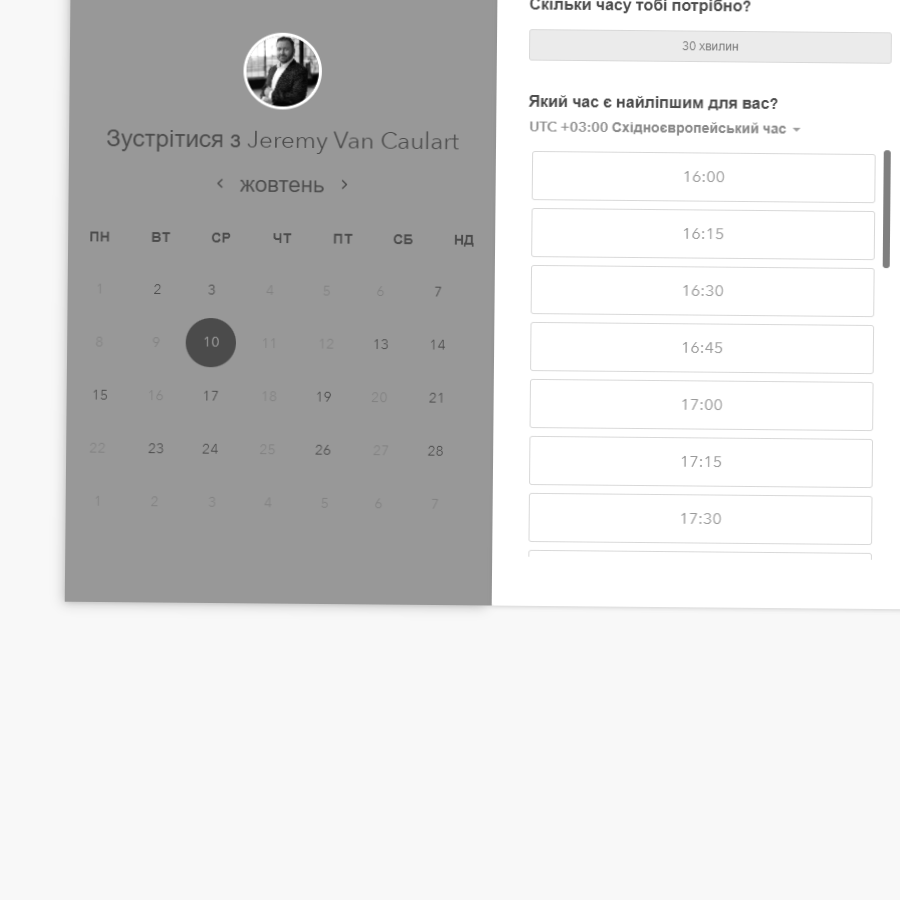 Зустрітися з Jeremy Van Caulart
жовтень
ПН ВТ СР ЧТ ПТ СБ НД
1 2 3 4 5 6 7
8 9 10 11 12 13 14
15 16 17 18 19 20 21
22 23 24 25 26 27 28
1 2 3 4 5 6 7
Скільки часу тобі потрібно?
30 хвилин
Який час є найліпшим для вас?
UTC +03:00 Східноєвропейський час
16:00
16:15
16:30
16:45
17:00
17:15
17:30